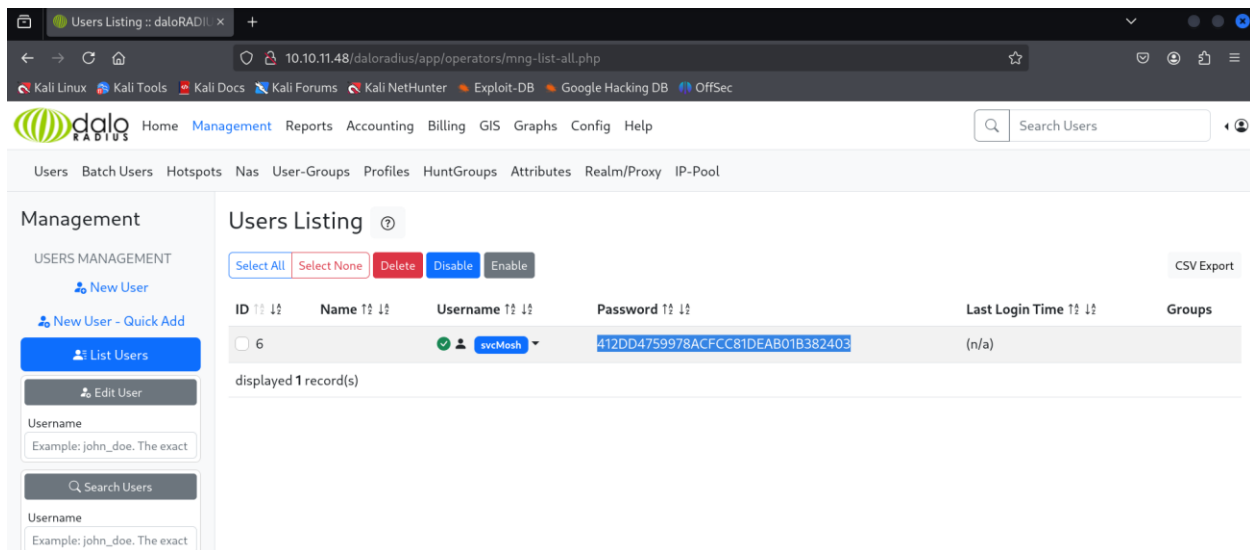 Users Listing :: daloRADIU
10.10.11.48/daloradius/app/operators/mng-list-all.php
Kali Linux Kali Tools Kali Docs Kali Forums Kali NetHunter Exploit-DB Google Hacking DB OffSec
dalo RADIUS Home Management Reports Accounting Billing GIS Graphs Config Help Search Users
Users Batch Users Hotspots Nas User-Groups Profiles HuntGroups Attributes Realm/Proxy IP-Pool
Management
USERS MANAGEMENT
New User
New User - Quick Add
List Users
Edit User
Username
Example: john_doe. The exact
Search Users
Username
Example: john_doe. The exact
Users Listing
Select All Select None Delete Disable Enable CSV Export
ID Name Username Password Last Login Time Groups
6 svcMosh 412DD4759978ACFCC81DEAB01B382403 (n/a)
displayed 1 record(s)